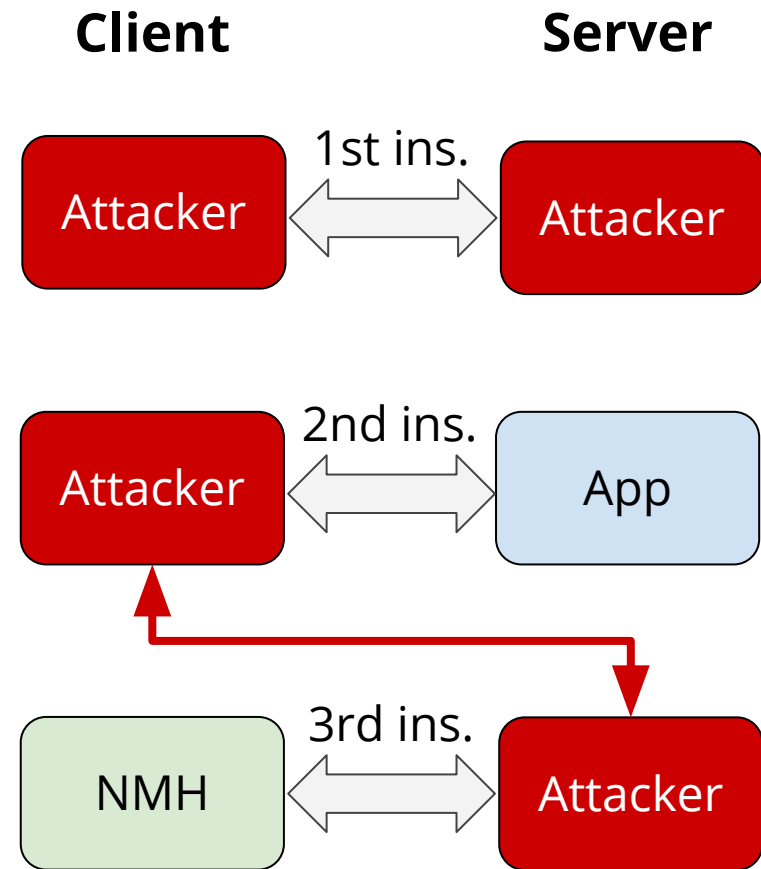 Client
Server
1st ins.
Attacker
Attacker
2nd ins.
Attacker
App
3rd ins.
NMH
Attacker